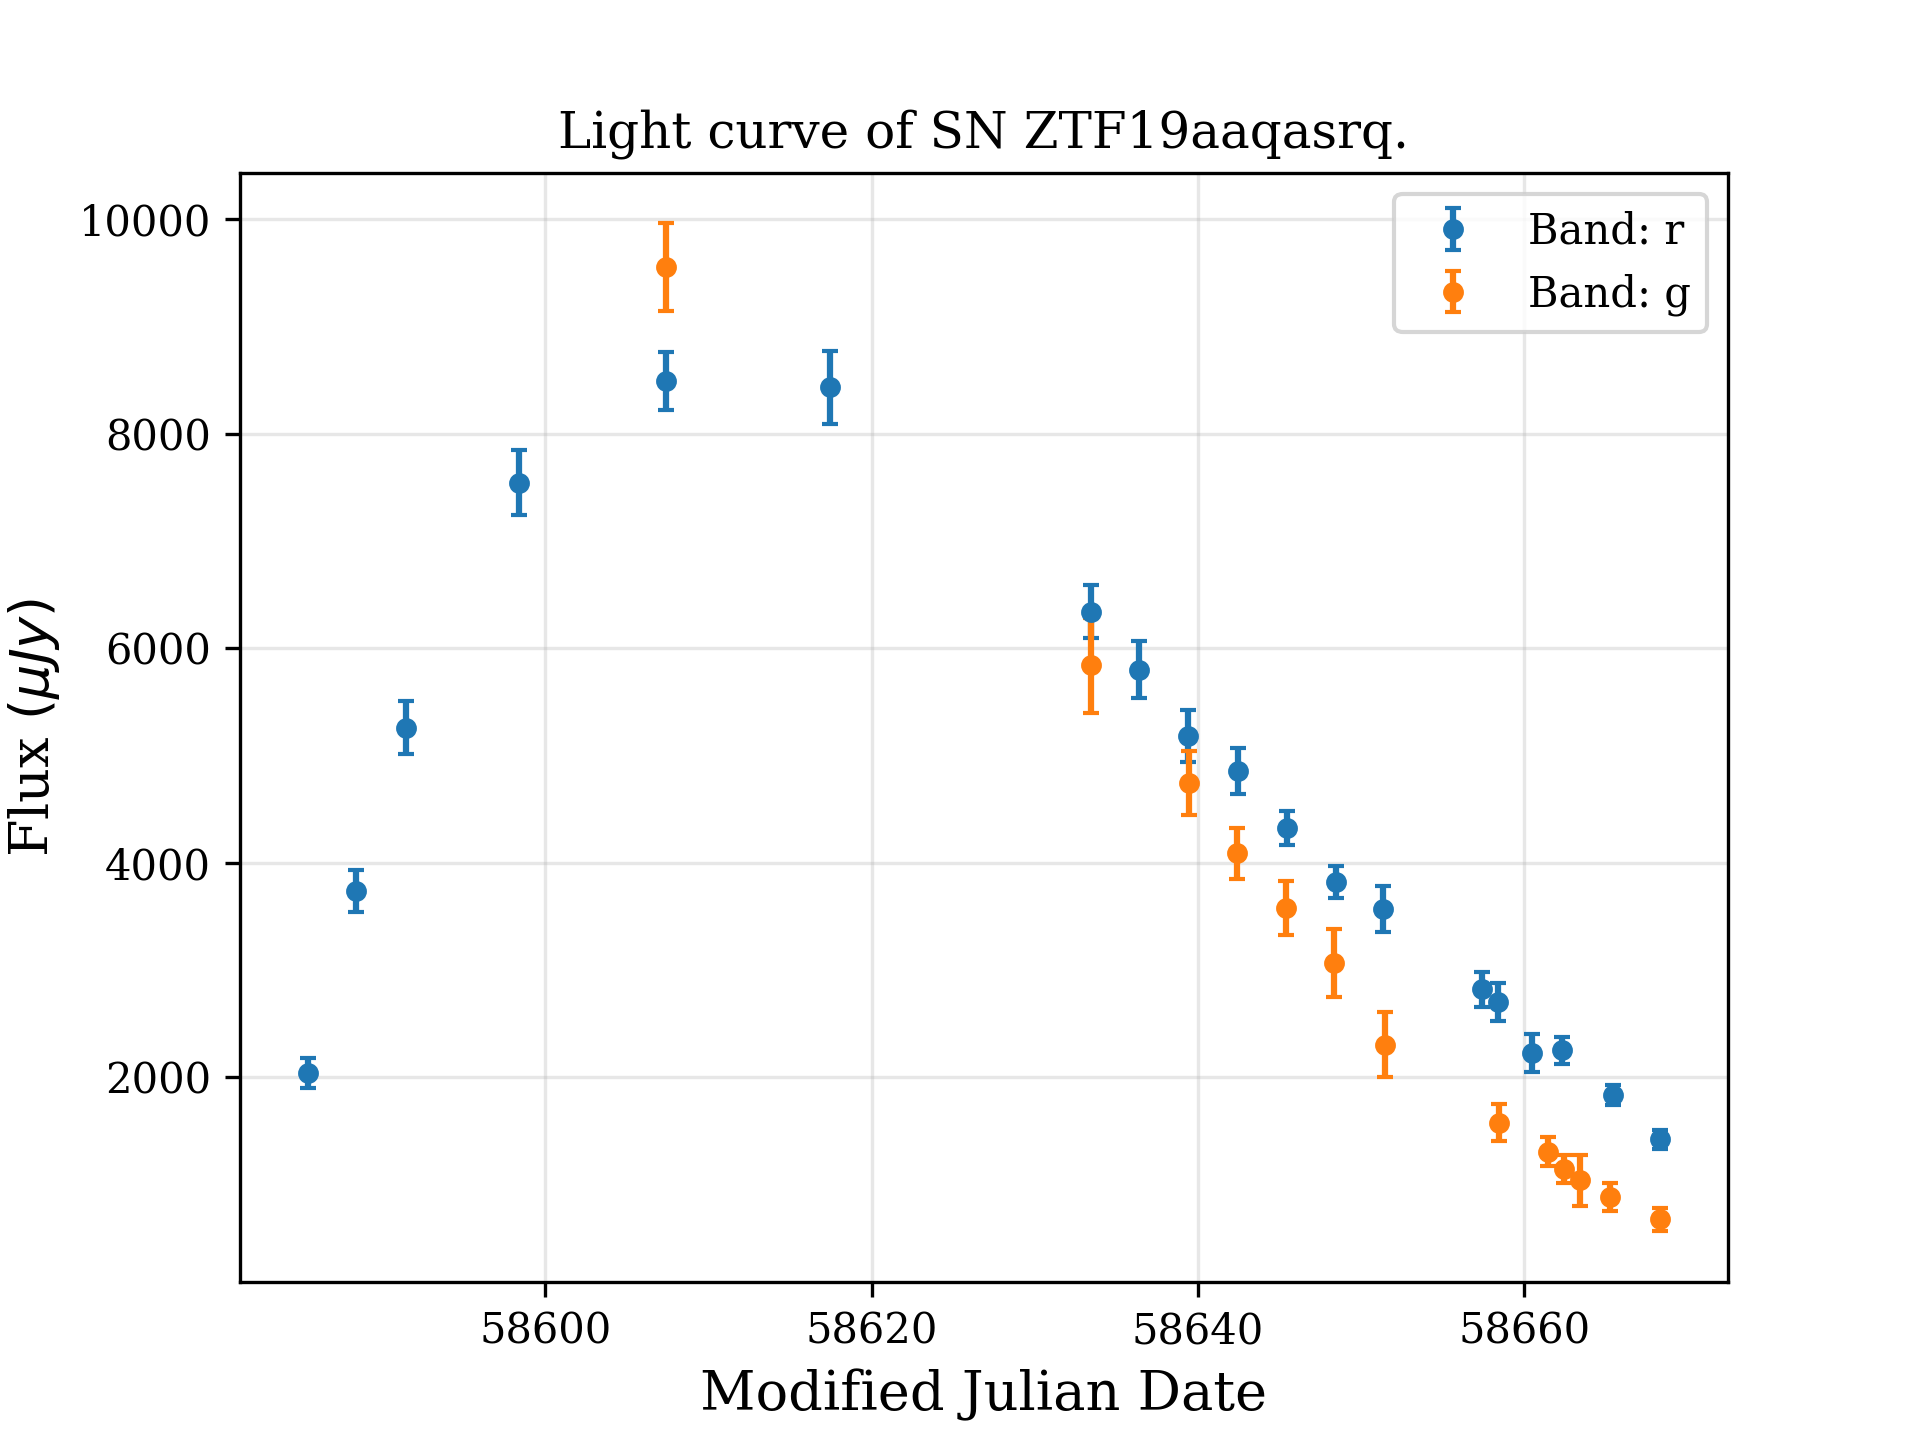 Light curve of SN ZTF19aaqasrq.
Band: r
Band: g
10000
8000
6000
4000
2000
Flux (μJy)
58600
58620
58640
58660
Modified Julian Date